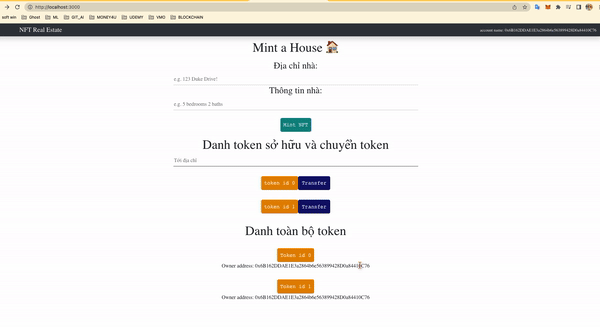 http://localhost:3000
soft win Ghost ML GIT_AI MONEY4U UDEMY VMO BLOCKCHAIN
NFT Real Estate
account name: 0x6B162DDAE1E3a2864b6e563899428D0a84410C76
Mint a House
Địa chỉ nhà:
e.g. 123 Duke Drive!
Thông tin nhà:
e.g. 5 bedrooms 2 baths
Mint NFT
Danh token sở hữu và chuyển token
Tới địa chỉ
token id 0 Transfer
token id 1 Transfer
Danh toàn bộ token
Token id 0
Owner address: 0x6B162DDAE1E3a2864b6e563899428D0a84410C76
Token id 1
Owner address: 0x6B162DDAE1E3a2864b6e563899428D0a84410C76